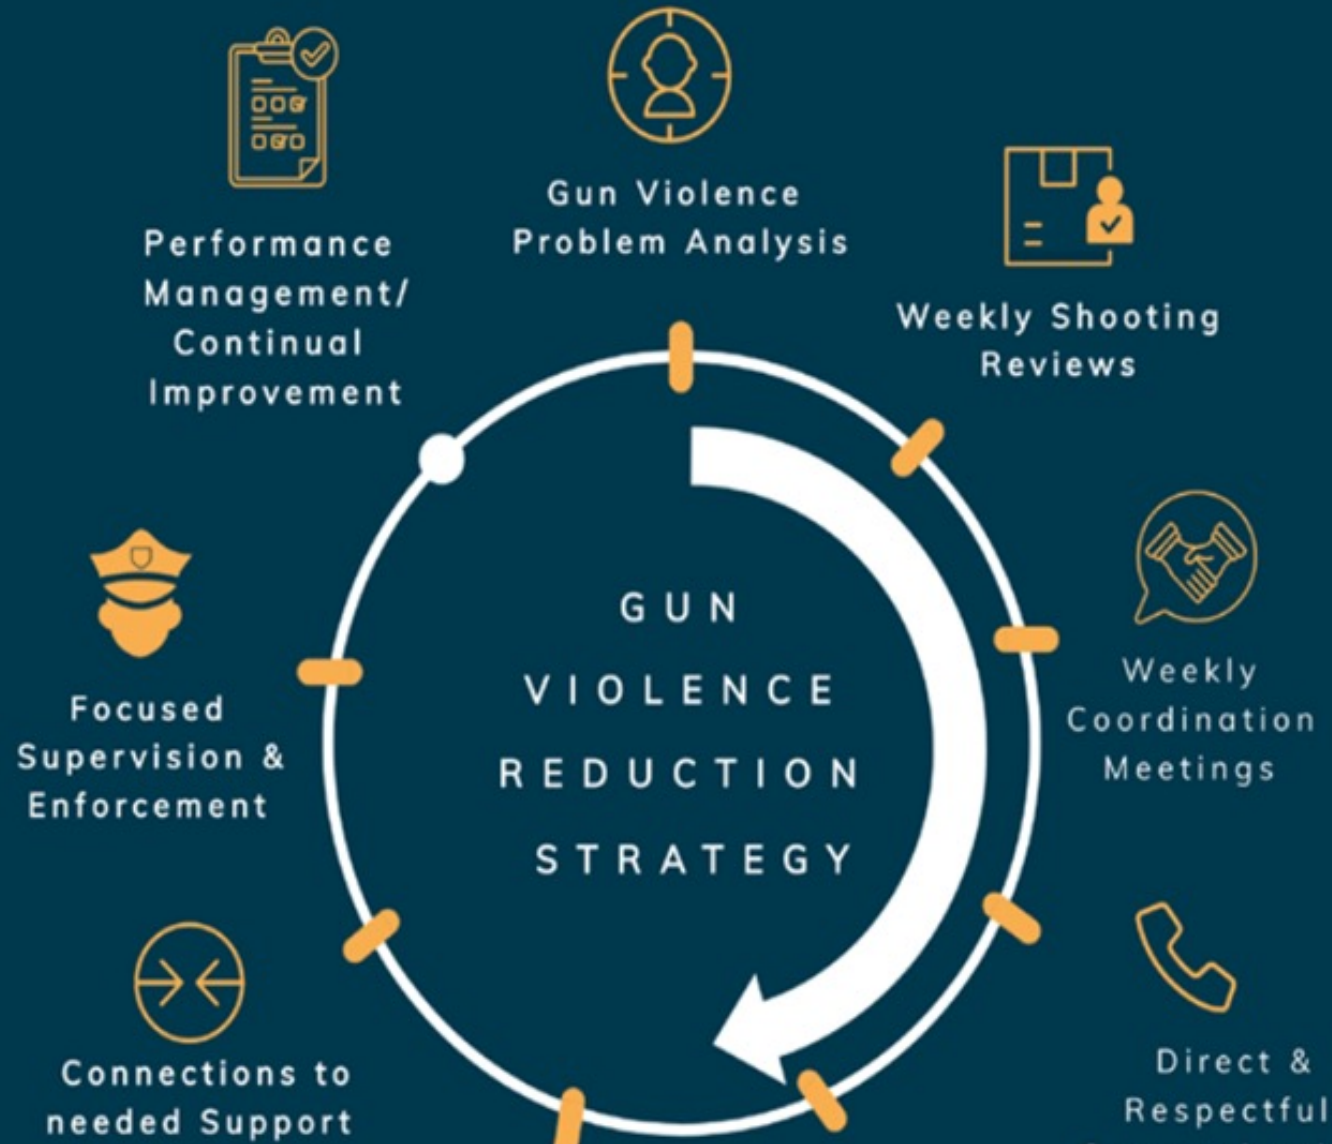 Gun Violence
Problem Analysis
Weekly Shooting
Reviews
Weekly
Coordination
Meetings
Direct &
Respectful
Connections to
needed Support
Focused
Supervision &
Enforcement
Performance
Management/
Continual
Improvement
GUN
VIOLENCE
REDUCTION
STRATEGY